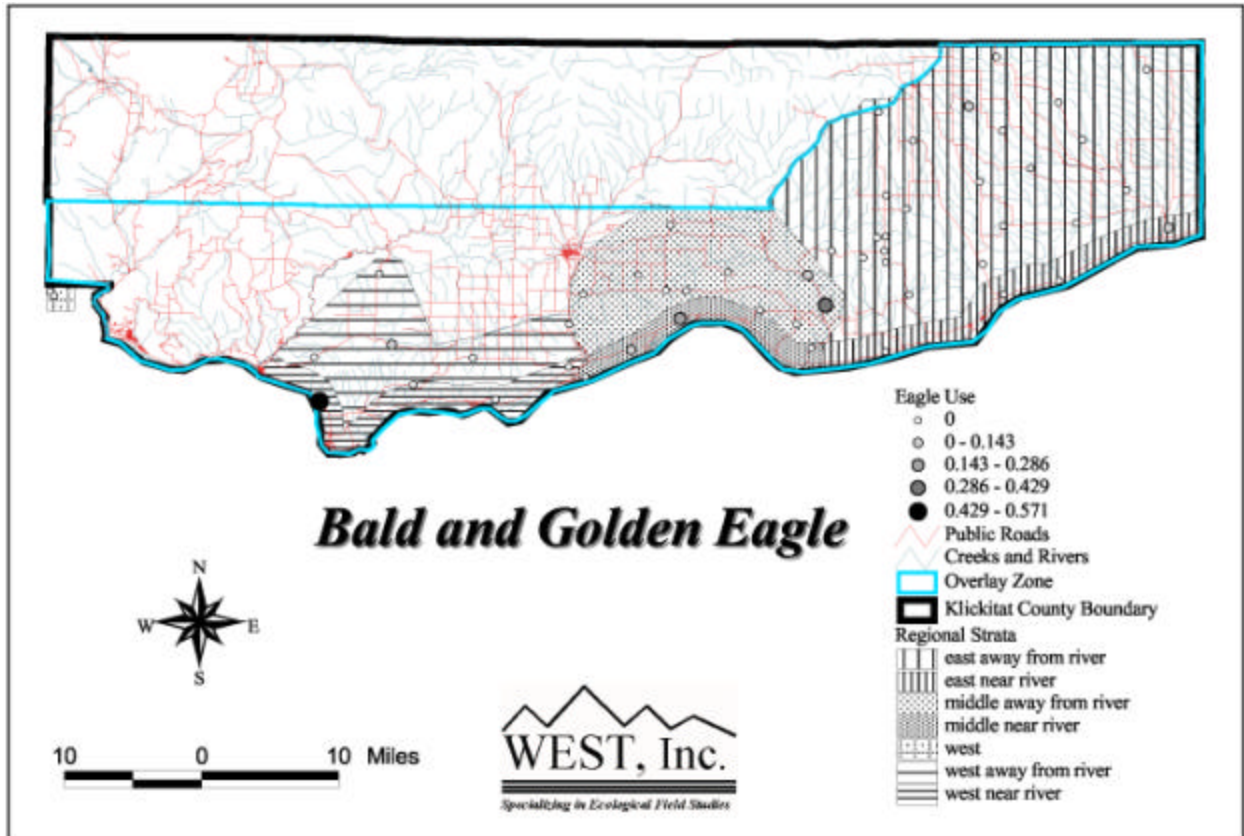 Eagle Use
0
0 - 0.143
0.143 - 0.286
0.286 - 0.429
0.429 - 0.571
Public Roads
Creeks and Rivers
Overlay Zone
Klickitat County Boundary
Regional Strata
east away from river
east near river
middle away from river
middle near river
west
west away from river
west near river
Bald and Golden Eagle
N
W E
S
10 0 10 Miles
WEST, Inc.
Specializing in Ecological Field Studies